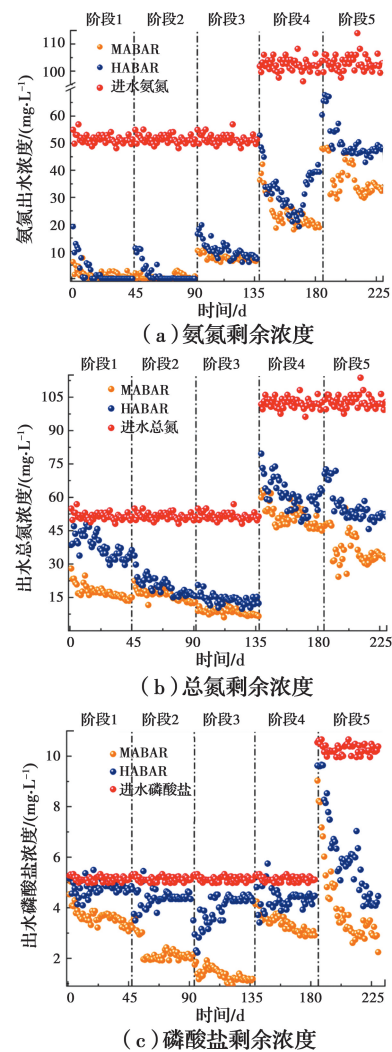 阶段1 阶段2 阶段3 阶段4 阶段5
MABAR
HABAR
进水氨氮
氨氮出水浓度/(mg·L⁻¹)
110
100
60
50
40
30
20
10
0 45 90 135 180 225
时间/d
(a)氨氮剩余浓度
阶段1 阶段2 阶段3 阶段4 阶段5
MABAR
HABAR
进水总氮
出水总氮浓度/(mg·L⁻¹)
105
90
75
60
45
30
15
0 45 90 135 180 225
时间/d
(b)总氮剩余浓度
阶段1 阶段2 阶段3 阶段4 阶段5
MABAR
HABAR
进水磷酸盐
出水磷酸盐浓度/(mg·L⁻¹)
10
8
6
4
2
0 45 90 135 180 225
时间/d
(c)磷酸盐剩余浓度